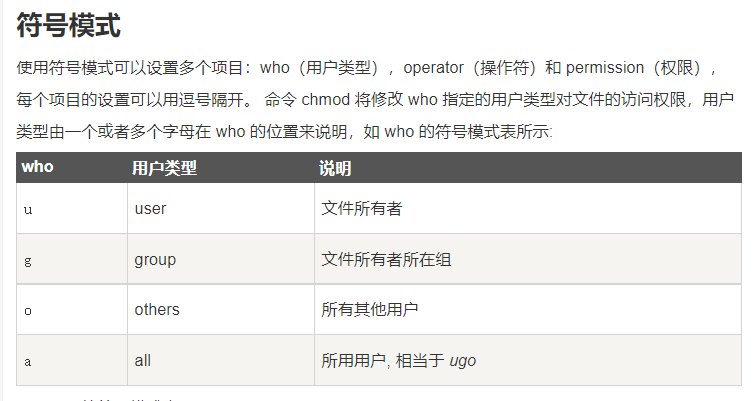 符号模式
使用符号模式可以设置多个项目：who（用户类型），operator（操作符）和 permission（权限），
每个项目的设置可以用逗号隔开。 命令 chmod 将修改 who 指定的用户类型对文件的访问权限，用户
类型由一个或者多个字母在 who 的位置来说明，如 who 的符号模式表所示:
who 用户类型 说明
u user 文件所有者
g group 文件所有者所在组
o others 所有其他用户
a all 所用用户, 相当于 ugo